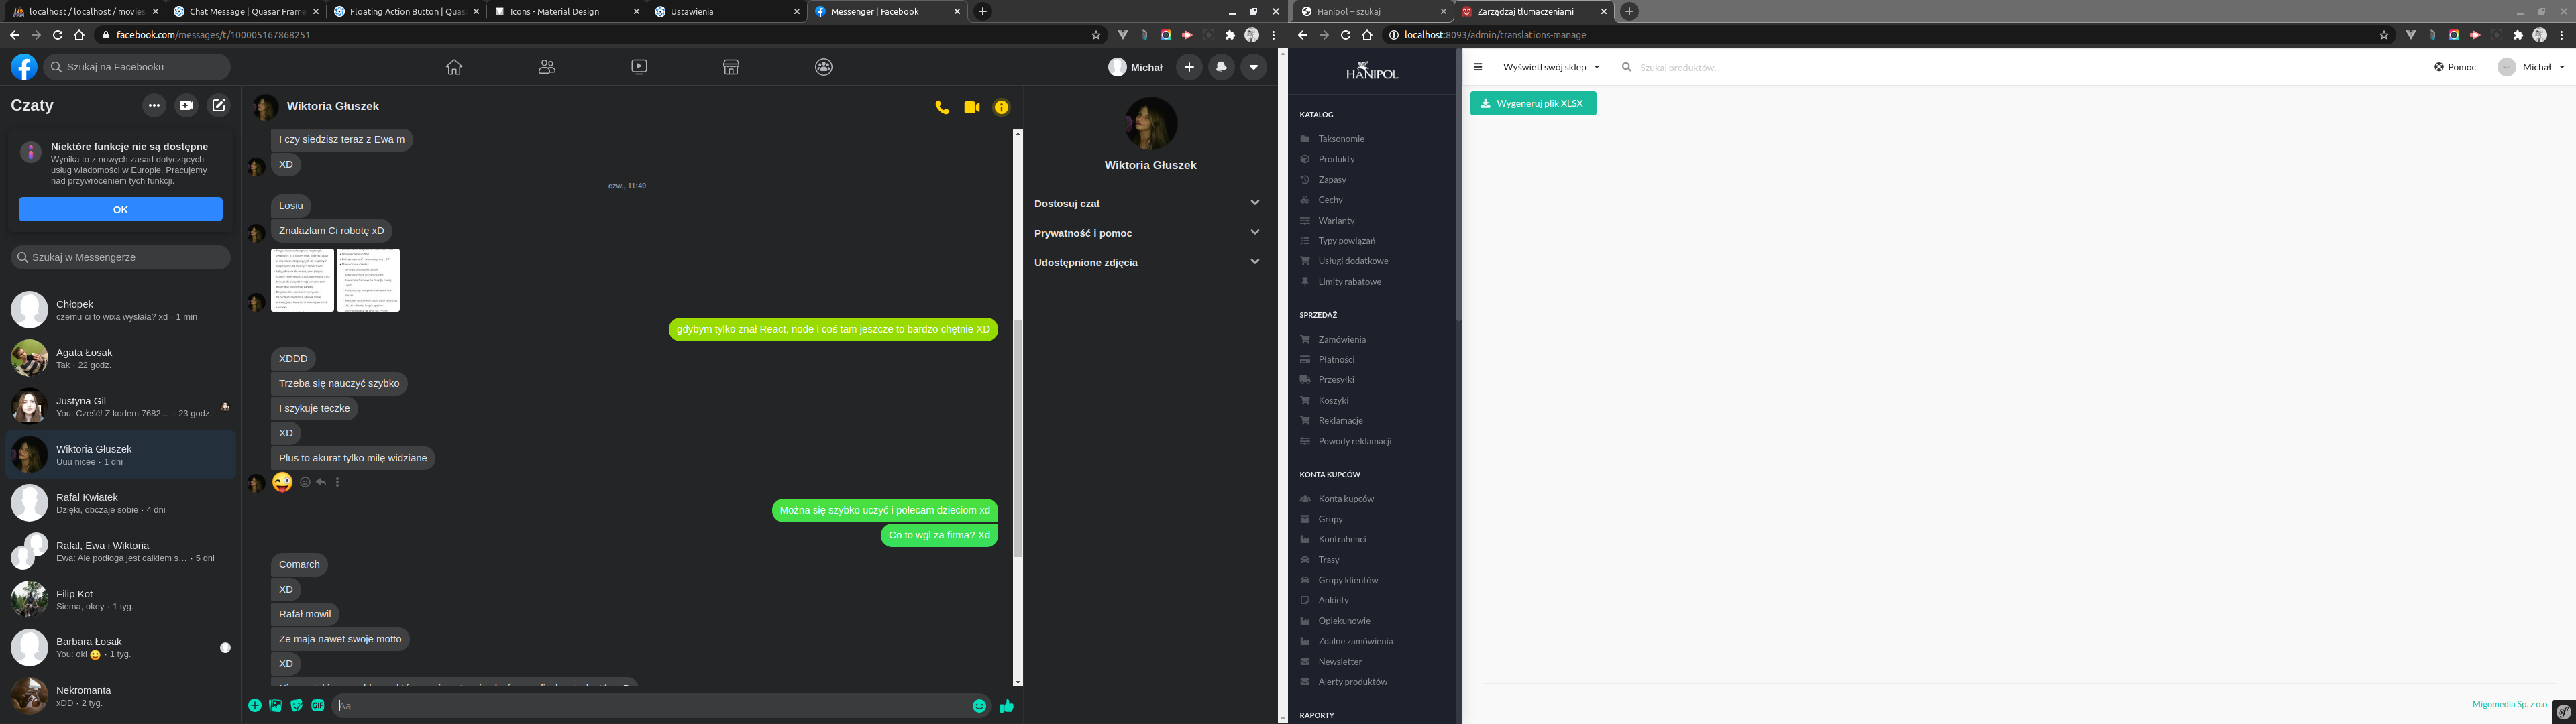 localhost / localhost / movies
Chat Message | Quasar Frame
Floating Action Button | Quas
Icons - Material Design
Ustawienia
Messenger | Facebook
facebook.com/messages/t/100005167868251
Szukaj na Facebooku
Michał
Czaty
Niektóre funkcje nie są dostępne
Wynika to z nowych zasad dotyczących
usług wiadomości w Europie. Pracujemy
nad przywróceniem tych funkcji.
OK
Szukaj w Messengerze
Chłopek
czemu ci to wixa wysłała? xd · 1 min
Agata Łosak
Tak · 22 godz.
Justyna Gil
You: Cześć! Z kodem 7682... · 23 godz.
Wiktoria Głuszek
Uuu nicee · 1 dni
Rafal Kwiatek
Dzięki, obczaje sobie · 4 dni
Rafal, Ewa i Wiktoria
Ewa: Ale podłoga jest całkiem s... · 5 dni
Filip Kot
Siema, okey · 1 tyg.
Barbara Łosak
You: oki 😉 · 1 tyg.
Nekromanta
xDD · 2 tyg.
Wiktoria Głuszek
I czy siedzisz teraz z Ewa m
XD
czw., 11:49
Losiu
Znalazłam Ci robotę xD
gdybym tylko znał React, node i coś tam jeszcze to bardzo chętnie XD
XDDD
Trzeba się nauczyć szybko
I szykuje teczke
XD
Plus to akurat tylko milę widziane
😜
Można się szybko uczyć i polecam dzieciom xd
Co to wgl za firma? Xd
Comarch
XD
Rafał mowil
Ze maja nawet swoje motto
XD
GIF
Aa
Wiktoria Głuszek
Dostosuj czat
Prywatność i pomoc
Udostępnione zdjęcia
Hanipol – szukaj
Zarządzaj tłumaczeniami
localhost:8093/admin/translations-manage
HANIPOL
Wyświetl swój sklep
Szukaj produktów...
Pomoc
Michał
Wygeneruj plik XLSX
KATALOG
Taksonomie
Produkty
Zapasy
Cechy
Warianty
Typy powiązań
Usługi dodatkowe
Limity rabatowe
SPRZEDAŻ
Zamówienia
Płatności
Przesyłki
Koszyki
Reklamacje
Powody reklamacji
KONTA KUPCÓW
Konta kupców
Grupy
Kontrahenci
Trasy
Grupy klientów
Ankiety
Opiekunowie
Zdalne zamówienia
Newsletter
Alerty produktów
RAPORTY
Migomedia Sp. z o.o.